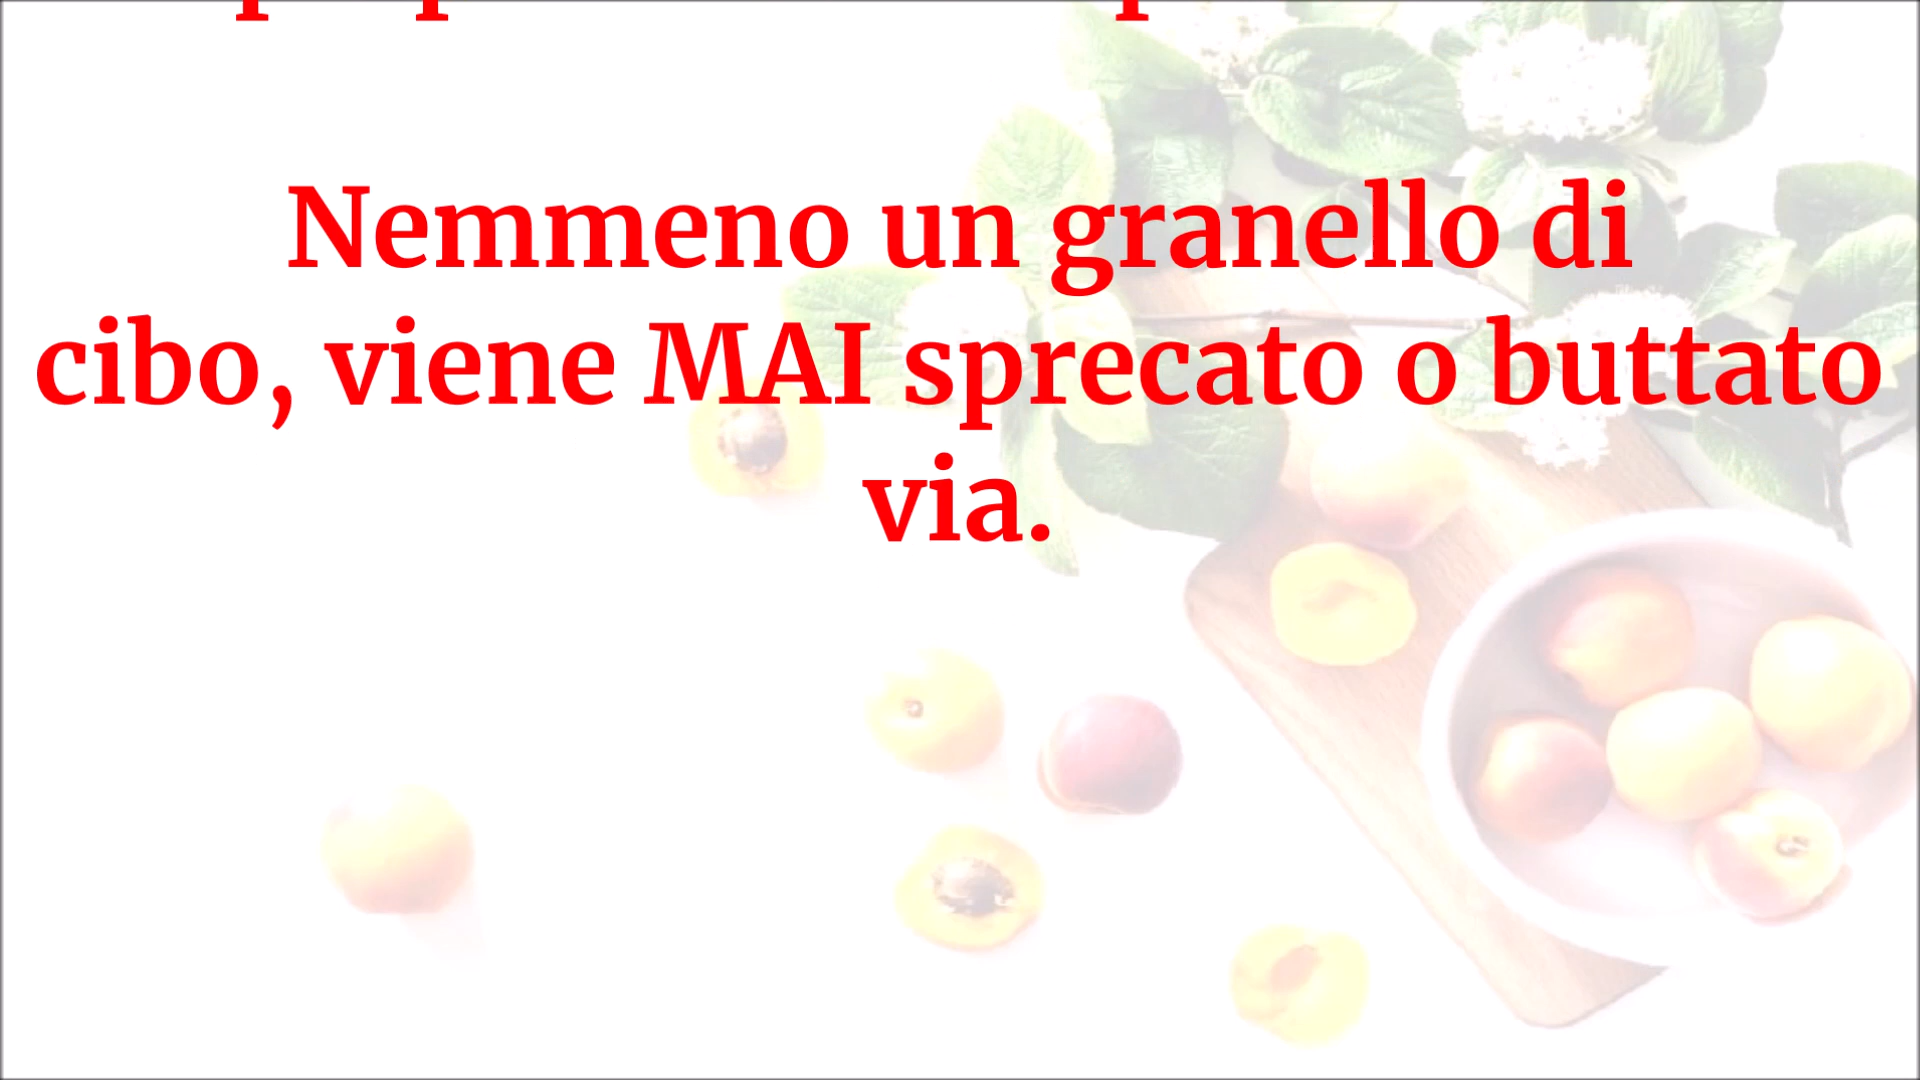 Nemmeno un granello di
cibo, viene MAI sprecato o buttato
via.